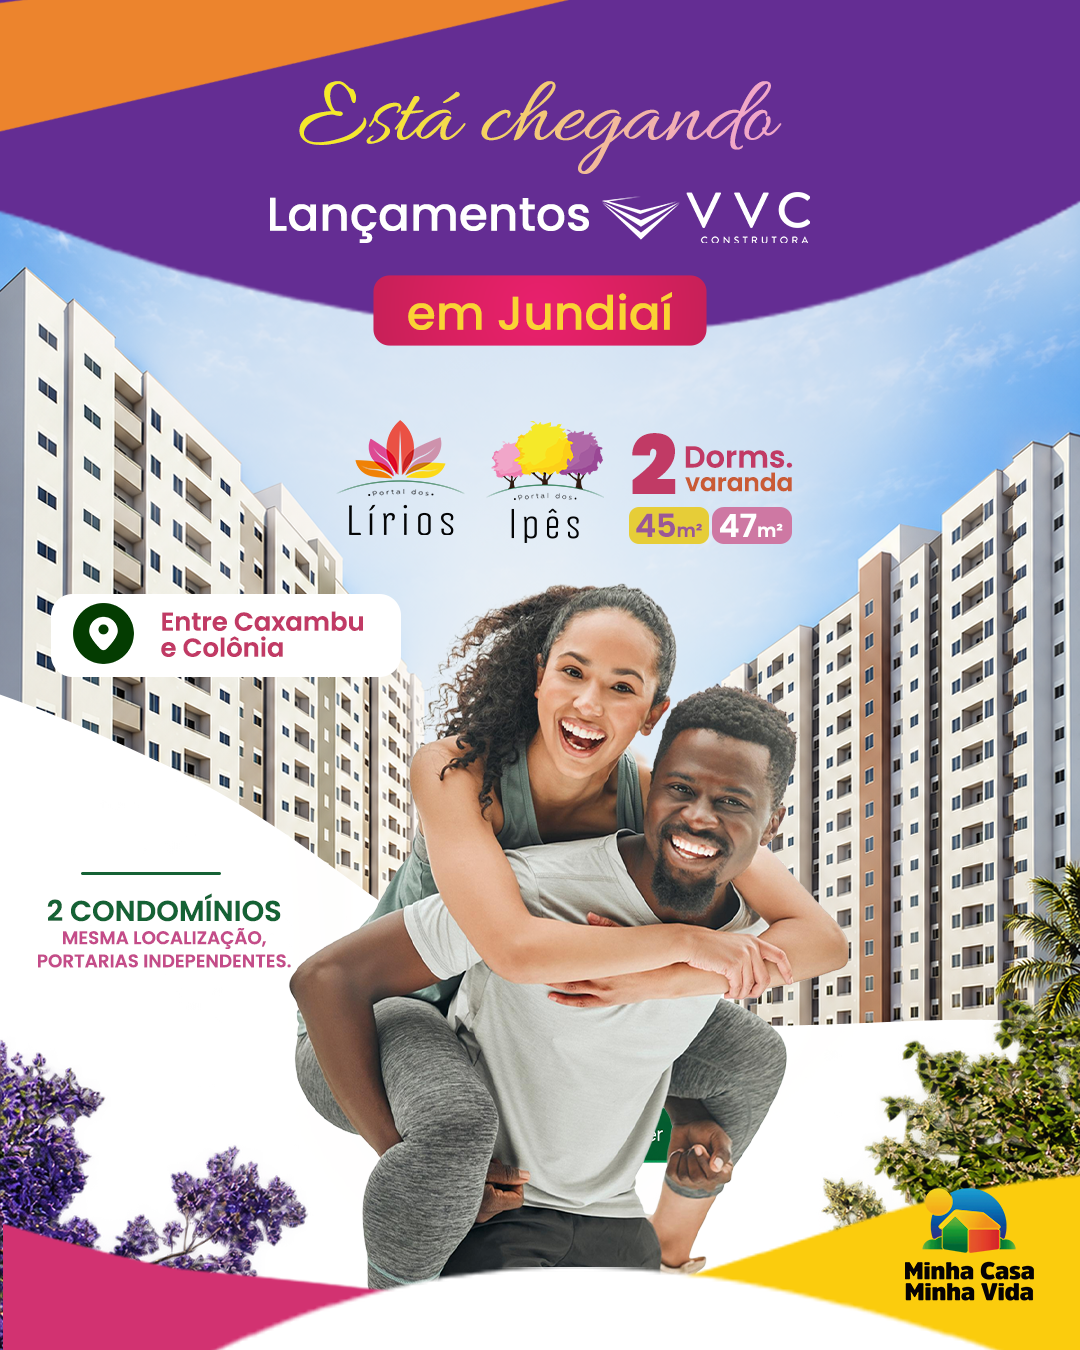 Está chegando
Lançamentos VVC
CONSTRUTORA
em Jundiaí
Portal dos
Lírios
Portal dos
Ipês
2 Dorms.
varanda
45m² 47m²
Entre Caxambu
e Colônia
2 CONDOMÍNIOS
MESMA LOCALIZAÇÃO,
PORTARIAS INDEPENDENTES.
er
Minha Casa
Minha Vida